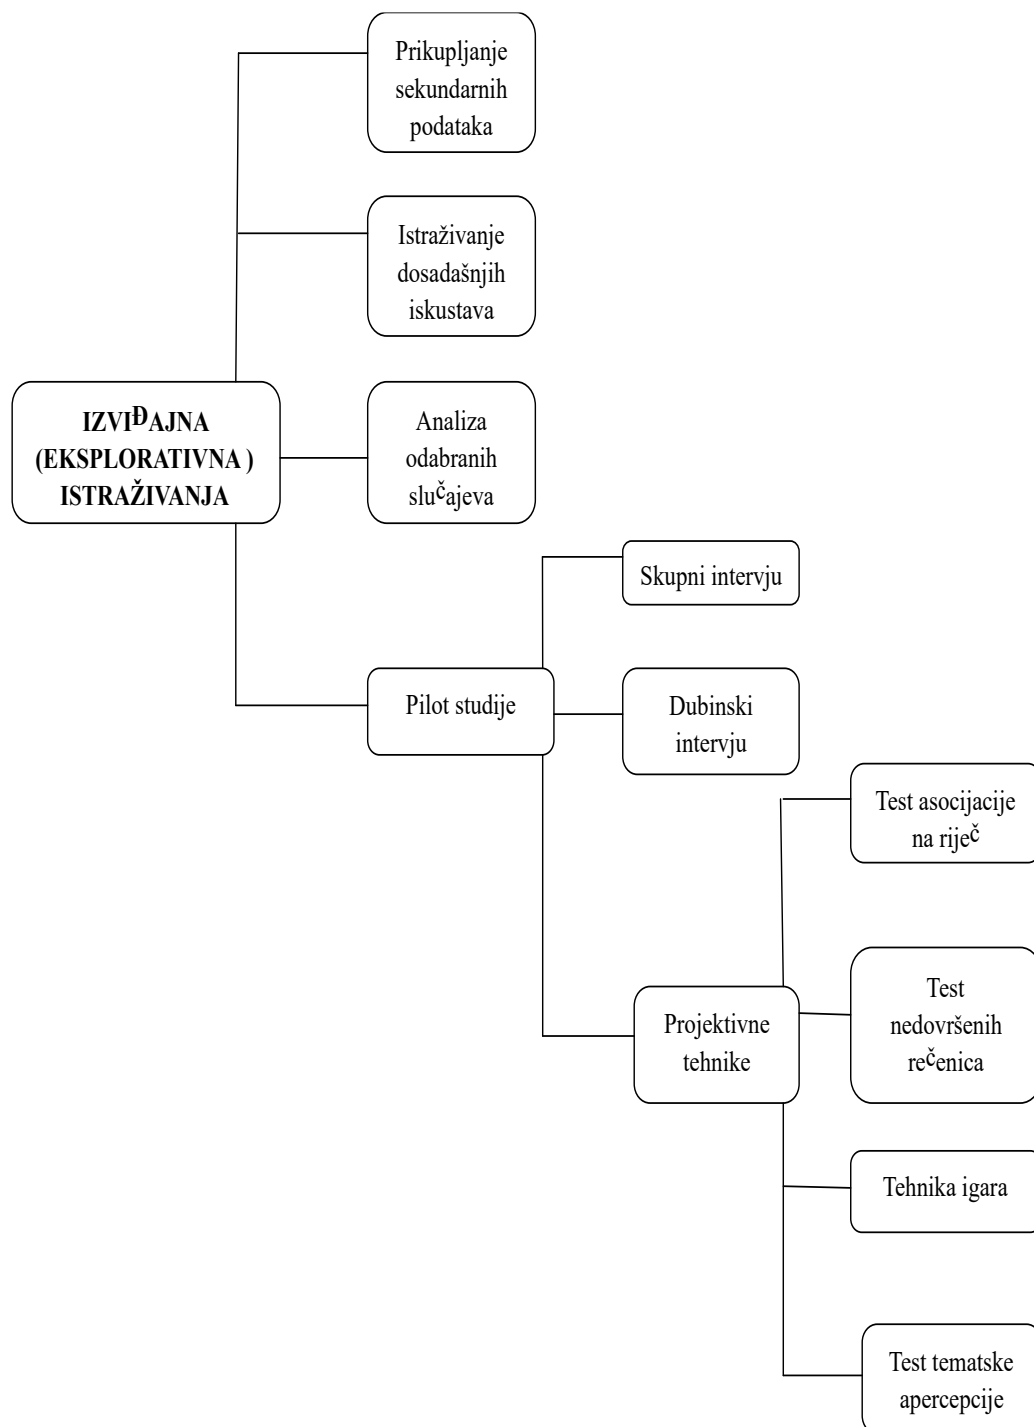 Prikupljanje
sekundarnih
podataka
Istraživanje
dosadašnjih
iskustava
IZVIĐAJNA
(EKSPLORATIVNA )
ISTRAŽIVANJA
Analiza
odabranih
slučajeva
Skupni intervju
Pilot studije
Dubinski
intervju
Test asocijacije
na riječ
Projektivne
tehnike
Test
nedovršenih
rečenica
Tehnika igara
Test tematske
apercepcije